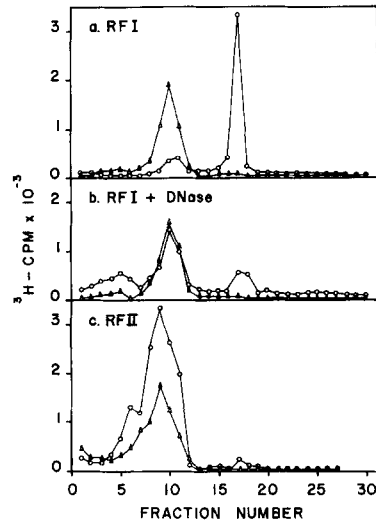 3
a. RFI
2
1
0
b. RFI + DNase
2
1
0
3
c. RFII
2
1
0
0 5 10 15 20 25 30
FRACTION NUMBER
³H-CPM x 10⁻³